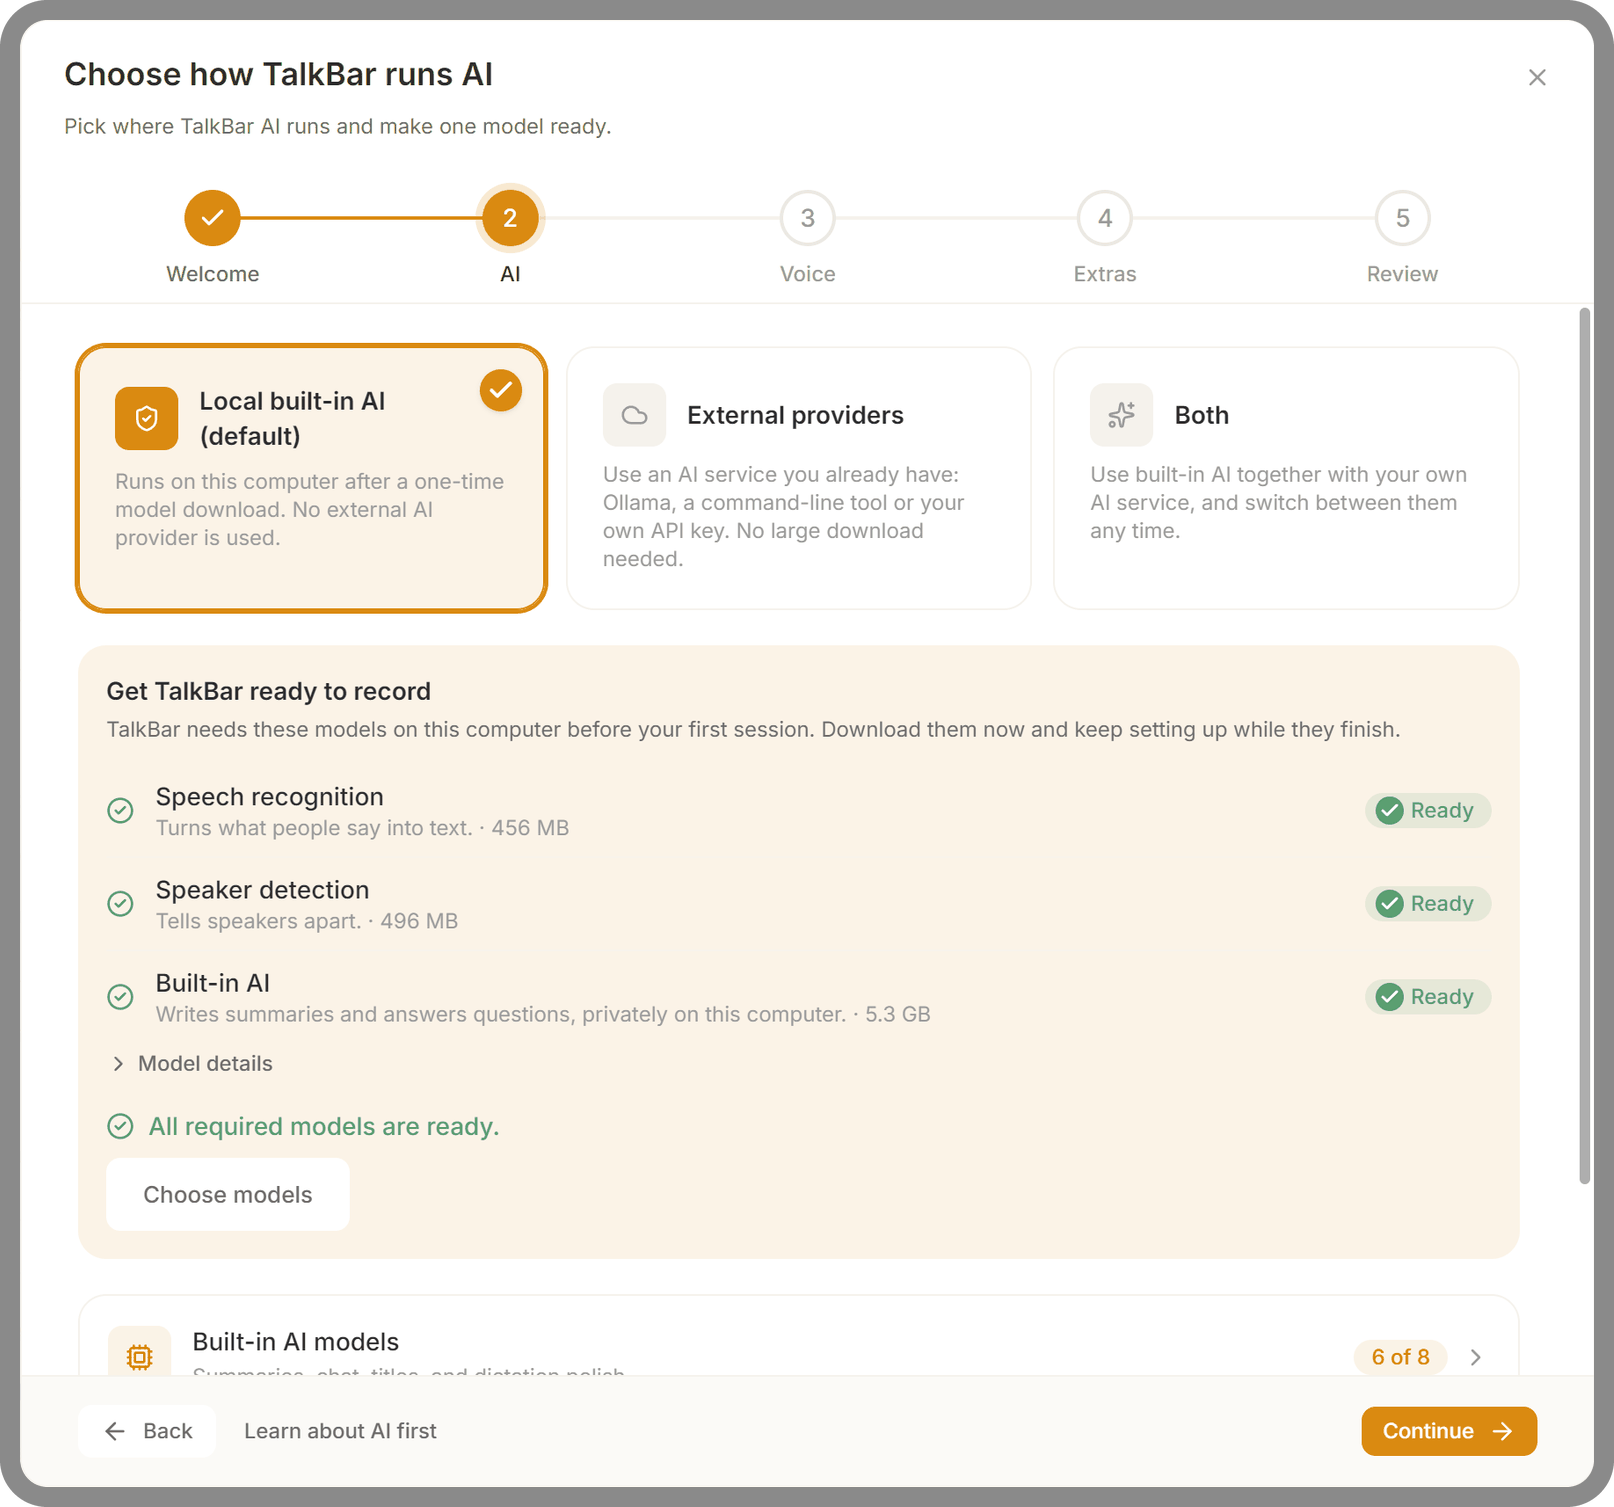 Choose how TalkBar runs AI
Pick where TalkBar AI runs and make one model ready.
2
3
4
5
Welcome
AI
Voice
Extras
Review
Local built-in AI
(default)
Runs on this computer after a one-time
model download. No external AI
provider is used.
External providers
Use an AI service you already have:
Ollama, a command-line tool or your
own API key. No large download
needed.
Both
Use built-in AI together with your own
AI service, and switch between them
any time.
Get TalkBar ready to record
TalkBar needs these models on this computer before your first session. Download them now and keep setting up while they finish.
Speech recognition
Turns what people say into text. · 456 MB
Ready
Speaker detection
Tells speakers apart. · 496 MB
Ready
Built-in AI
Writes summaries and answers questions, privately on this computer. · 5.3 GB
Ready
Model details
All required models are ready.
Choose models
Built-in AI models
Summaries, chat, titles, and dictation polish
6 of 8
Back
Learn about AI first
Continue